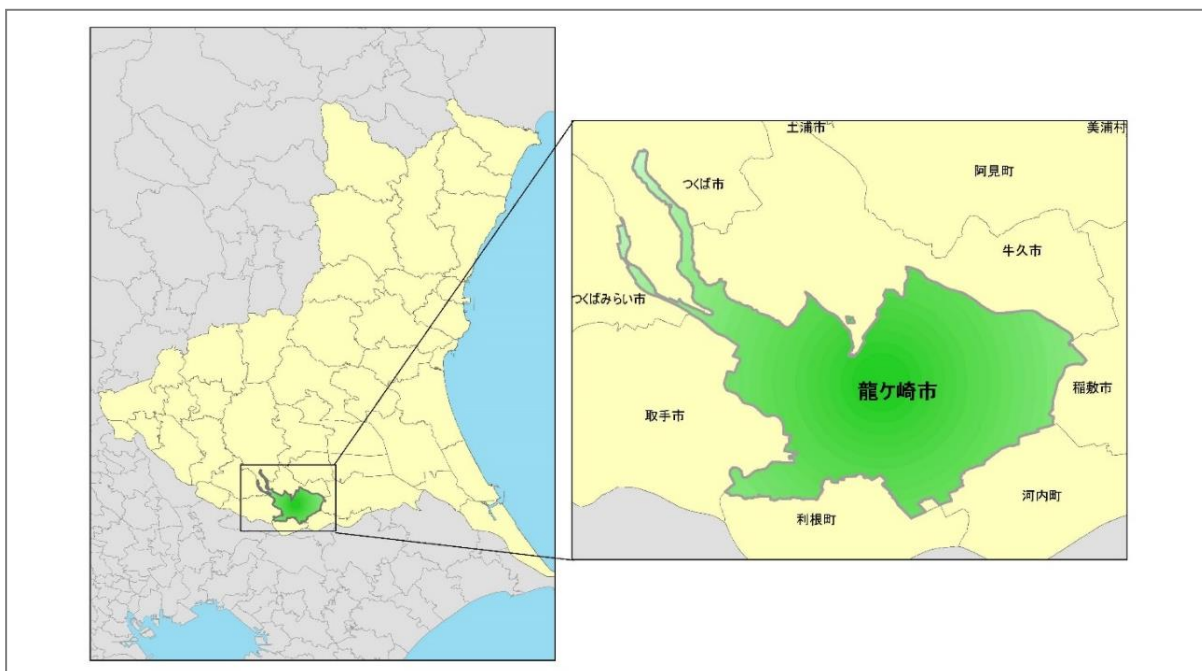 土浦市
美浦村
つくば市
阿見町
牛久市
つくばみらい市
龍ケ崎市
稲敷市
取手市
河内町
利根町